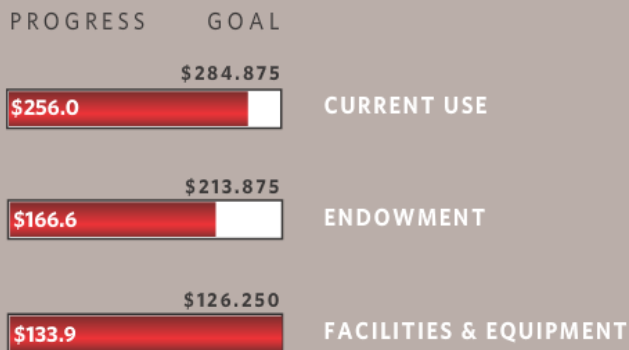 PROGRESS GOAL
$284.875
$256.0 CURRENT USE
$213.875
$166.6 ENDOWMENT
$126.250
$133.9 FACILITIES & EQUIPMENT